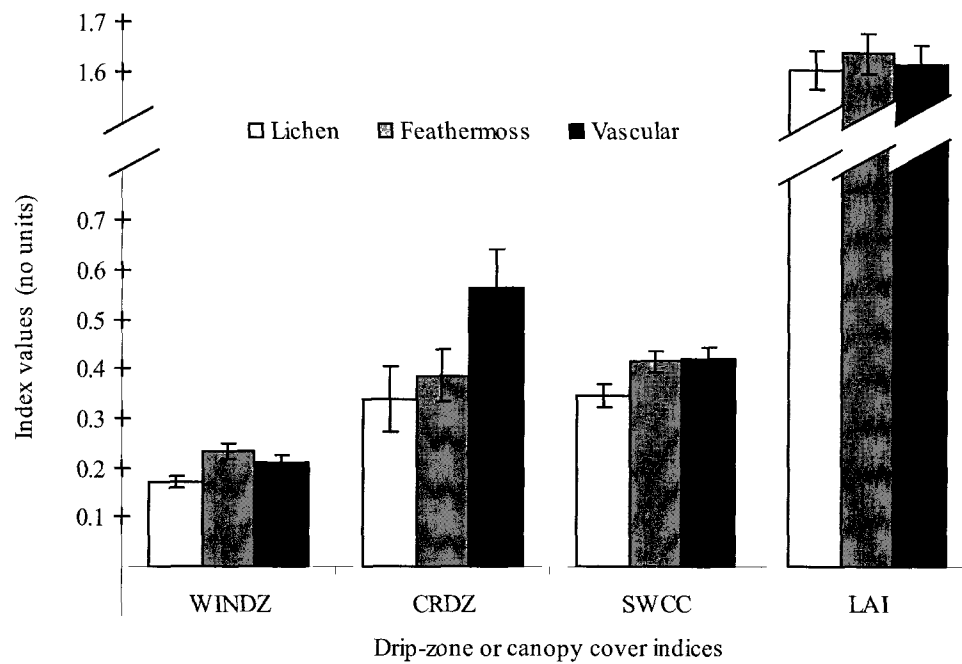 1.7
1.6
Lichen Feathermoss Vascular
0.7
0.6
0.5
0.4
0.3
0.2
0.1
Index values (no units)
WINDZ CRDZ SWCC LAI
Drip-zone or canopy cover indices